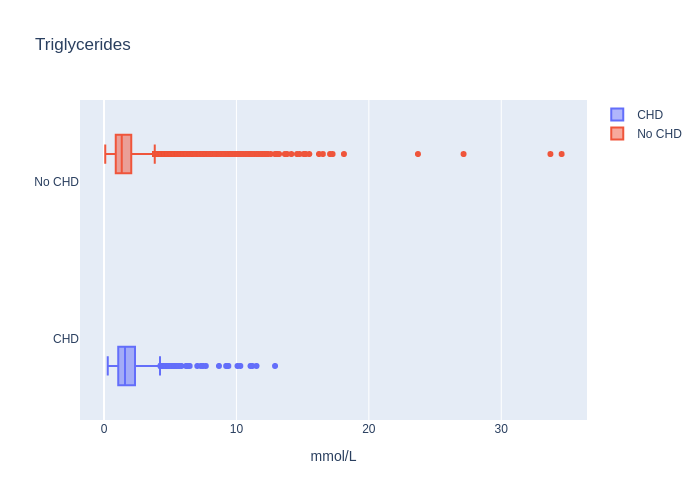 Triglycerides
CHD
No CHD
No CHD
CHD
0
10
20
30
mmol/L